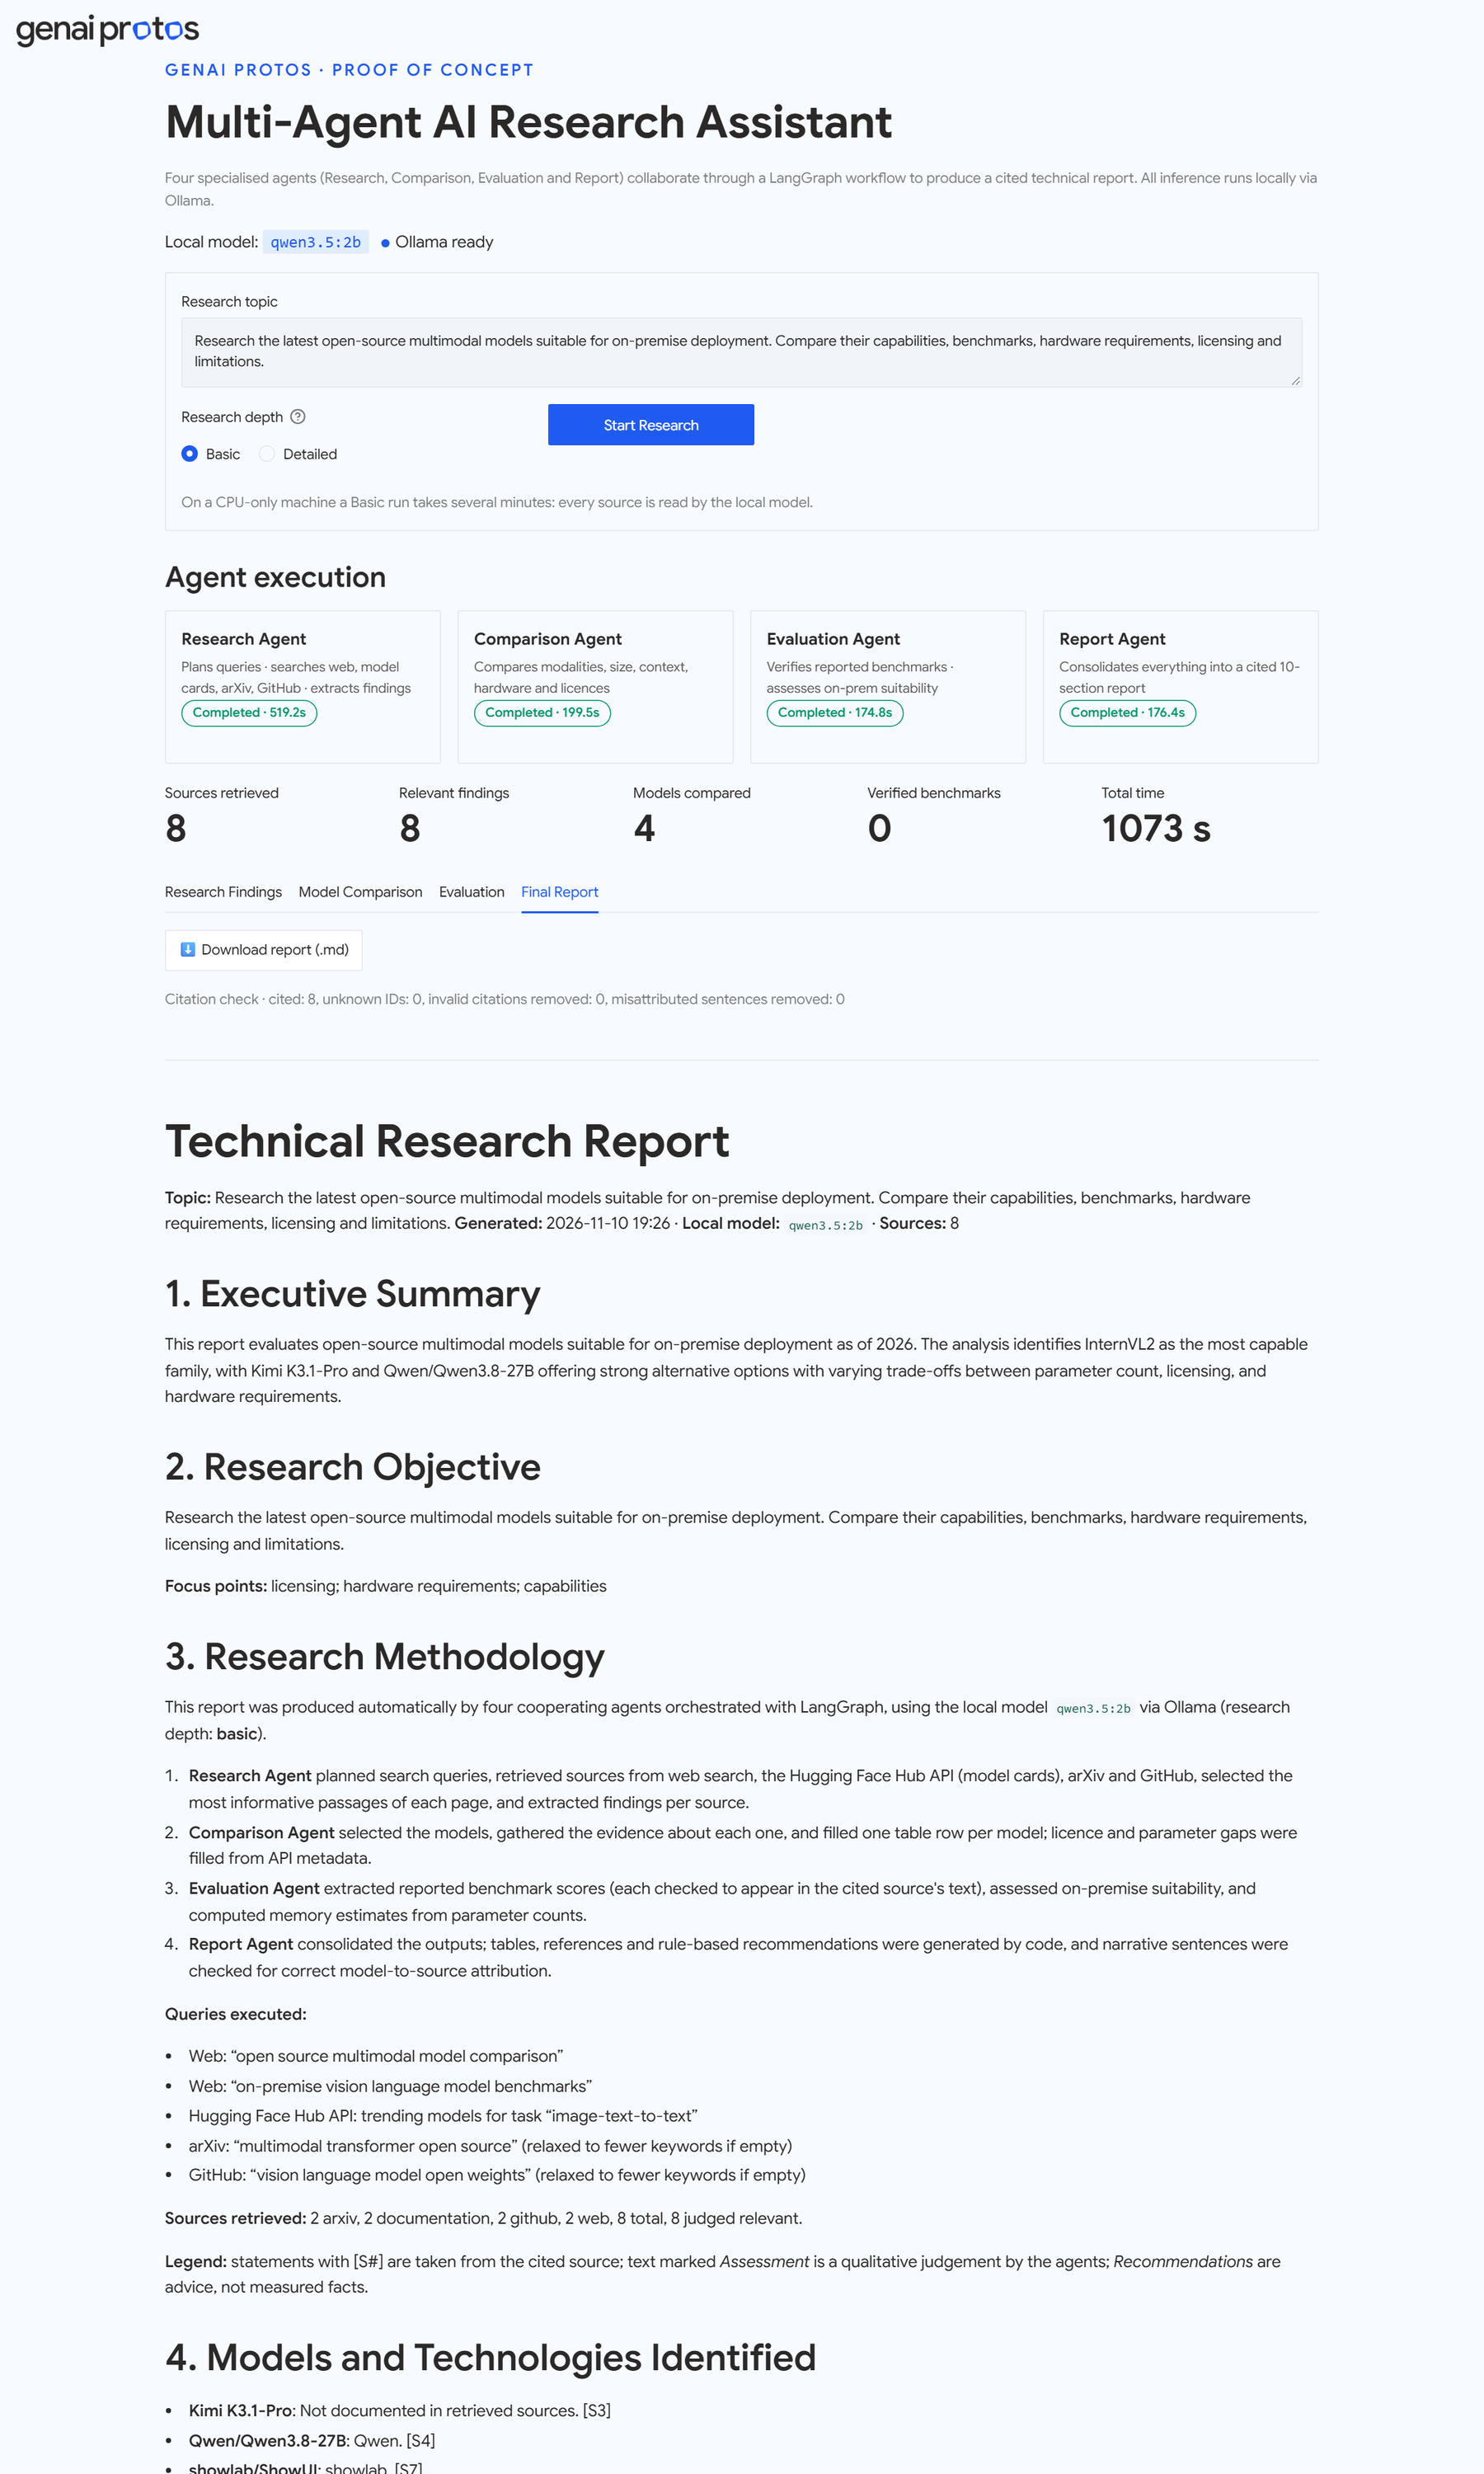 genai protos
GENAI PROTOS · PROOF OF CONCEPT
Multi-Agent AI Research Assistant
Four specialised agents (Research, Comparison, Evaluation and Report) collaborate through a LangGraph workflow to produce a cited technical report. All inference runs locally via
Ollama.
Local model: qwen3.5:2b Ollama ready
Research topic
Research the latest open-source multimodal models suitable for on-premise deployment. Compare their capabilities, benchmarks, hardware requirements, licensing and
limitations.
Research depth
Start Research
Basic Detailed
On a CPU-only machine a Basic run takes several minutes: every source is read by the local model.
Agent execution
Research Agent
Plans queries · searches web, model
cards, arXiv, GitHub · extracts findings
Completed · 519.2s
Comparison Agent
Compares modalities, size, context,
hardware and licences
Completed · 199.5s
Evaluation Agent
Verifies reported benchmarks ·
assesses on-prem suitability
Completed · 174.8s
Report Agent
Consolidates everything into a cited 10-
section report
Completed · 176.4s
Sources retrieved
8
Relevant findings
8
Models compared
4
Verified benchmarks
0
Total time
1073 s
Research Findings Model Comparison Evaluation Final Report
Download report (.md)
Citation check · cited: 8, unknown IDs: 0, invalid citations removed: 0, misattributed sentences removed: 0
Technical Research Report
Topic: Research the latest open-source multimodal models suitable for on-premise deployment. Compare their capabilities, benchmarks, hardware
requirements, licensing and limitations. Generated: 2026-11-10 19:26 · Local model: qwen3.5:2b · Sources: 8
1. Executive Summary
This report evaluates open-source multimodal models suitable for on-premise deployment as of 2026. The analysis identifies InternVL2 as the most capable
family, with Kimi K3.1-Pro and Qwen/Qwen3.8-27B offering strong alternative options with varying trade-offs between parameter count, licensing, and
hardware requirements.
2. Research Objective
Research the latest open-source multimodal models suitable for on-premise deployment. Compare their capabilities, benchmarks, hardware requirements,
licensing and limitations.
Focus points: licensing; hardware requirements; capabilities
3. Research Methodology
This report was produced automatically by four cooperating agents orchestrated with LangGraph, using the local model qwen3.5:2b via Ollama (research
depth: basic).
1. Research Agent planned search queries, retrieved sources from web search, the Hugging Face Hub API (model cards), arXiv and GitHub, selected the
most informative passages of each page, and extracted findings per source.
2. Comparison Agent selected the models, gathered the evidence about each one, and filled one table row per model; licence and parameter gaps were
filled from API metadata.
3. Evaluation Agent extracted reported benchmark scores (each checked to appear in the cited source's text), assessed on-premise suitability, and
computed memory estimates from parameter counts.
4. Report Agent consolidated the outputs; tables, references and rule-based recommendations were generated by code, and narrative sentences were
checked for correct model-to-source attribution.
Queries executed:
• Web: “open source multimodal model comparison”
• Web: “on-premise vision language model benchmarks”
• Hugging Face Hub API: trending models for task “image-text-to-text”
• arXiv: “multimodal transformer open source” (relaxed to fewer keywords if empty)
• GitHub: “vision language model open weights” (relaxed to fewer keywords if empty)
Sources retrieved: 2 arxiv, 2 documentation, 2 github, 2 web, 8 total, 8 judged relevant.
Legend: statements with [S#] are taken from the cited source; text marked Assessment is a qualitative judgement by the agents; Recommendations are
advice, not measured facts.
4. Models and Technologies Identified
• Kimi K3.1-Pro: Not documented in retrieved sources. [S3]
• Qwen/Qwen3.8-27B: Qwen. [S4]
• showlab/ShowUI: showlab. [S7]